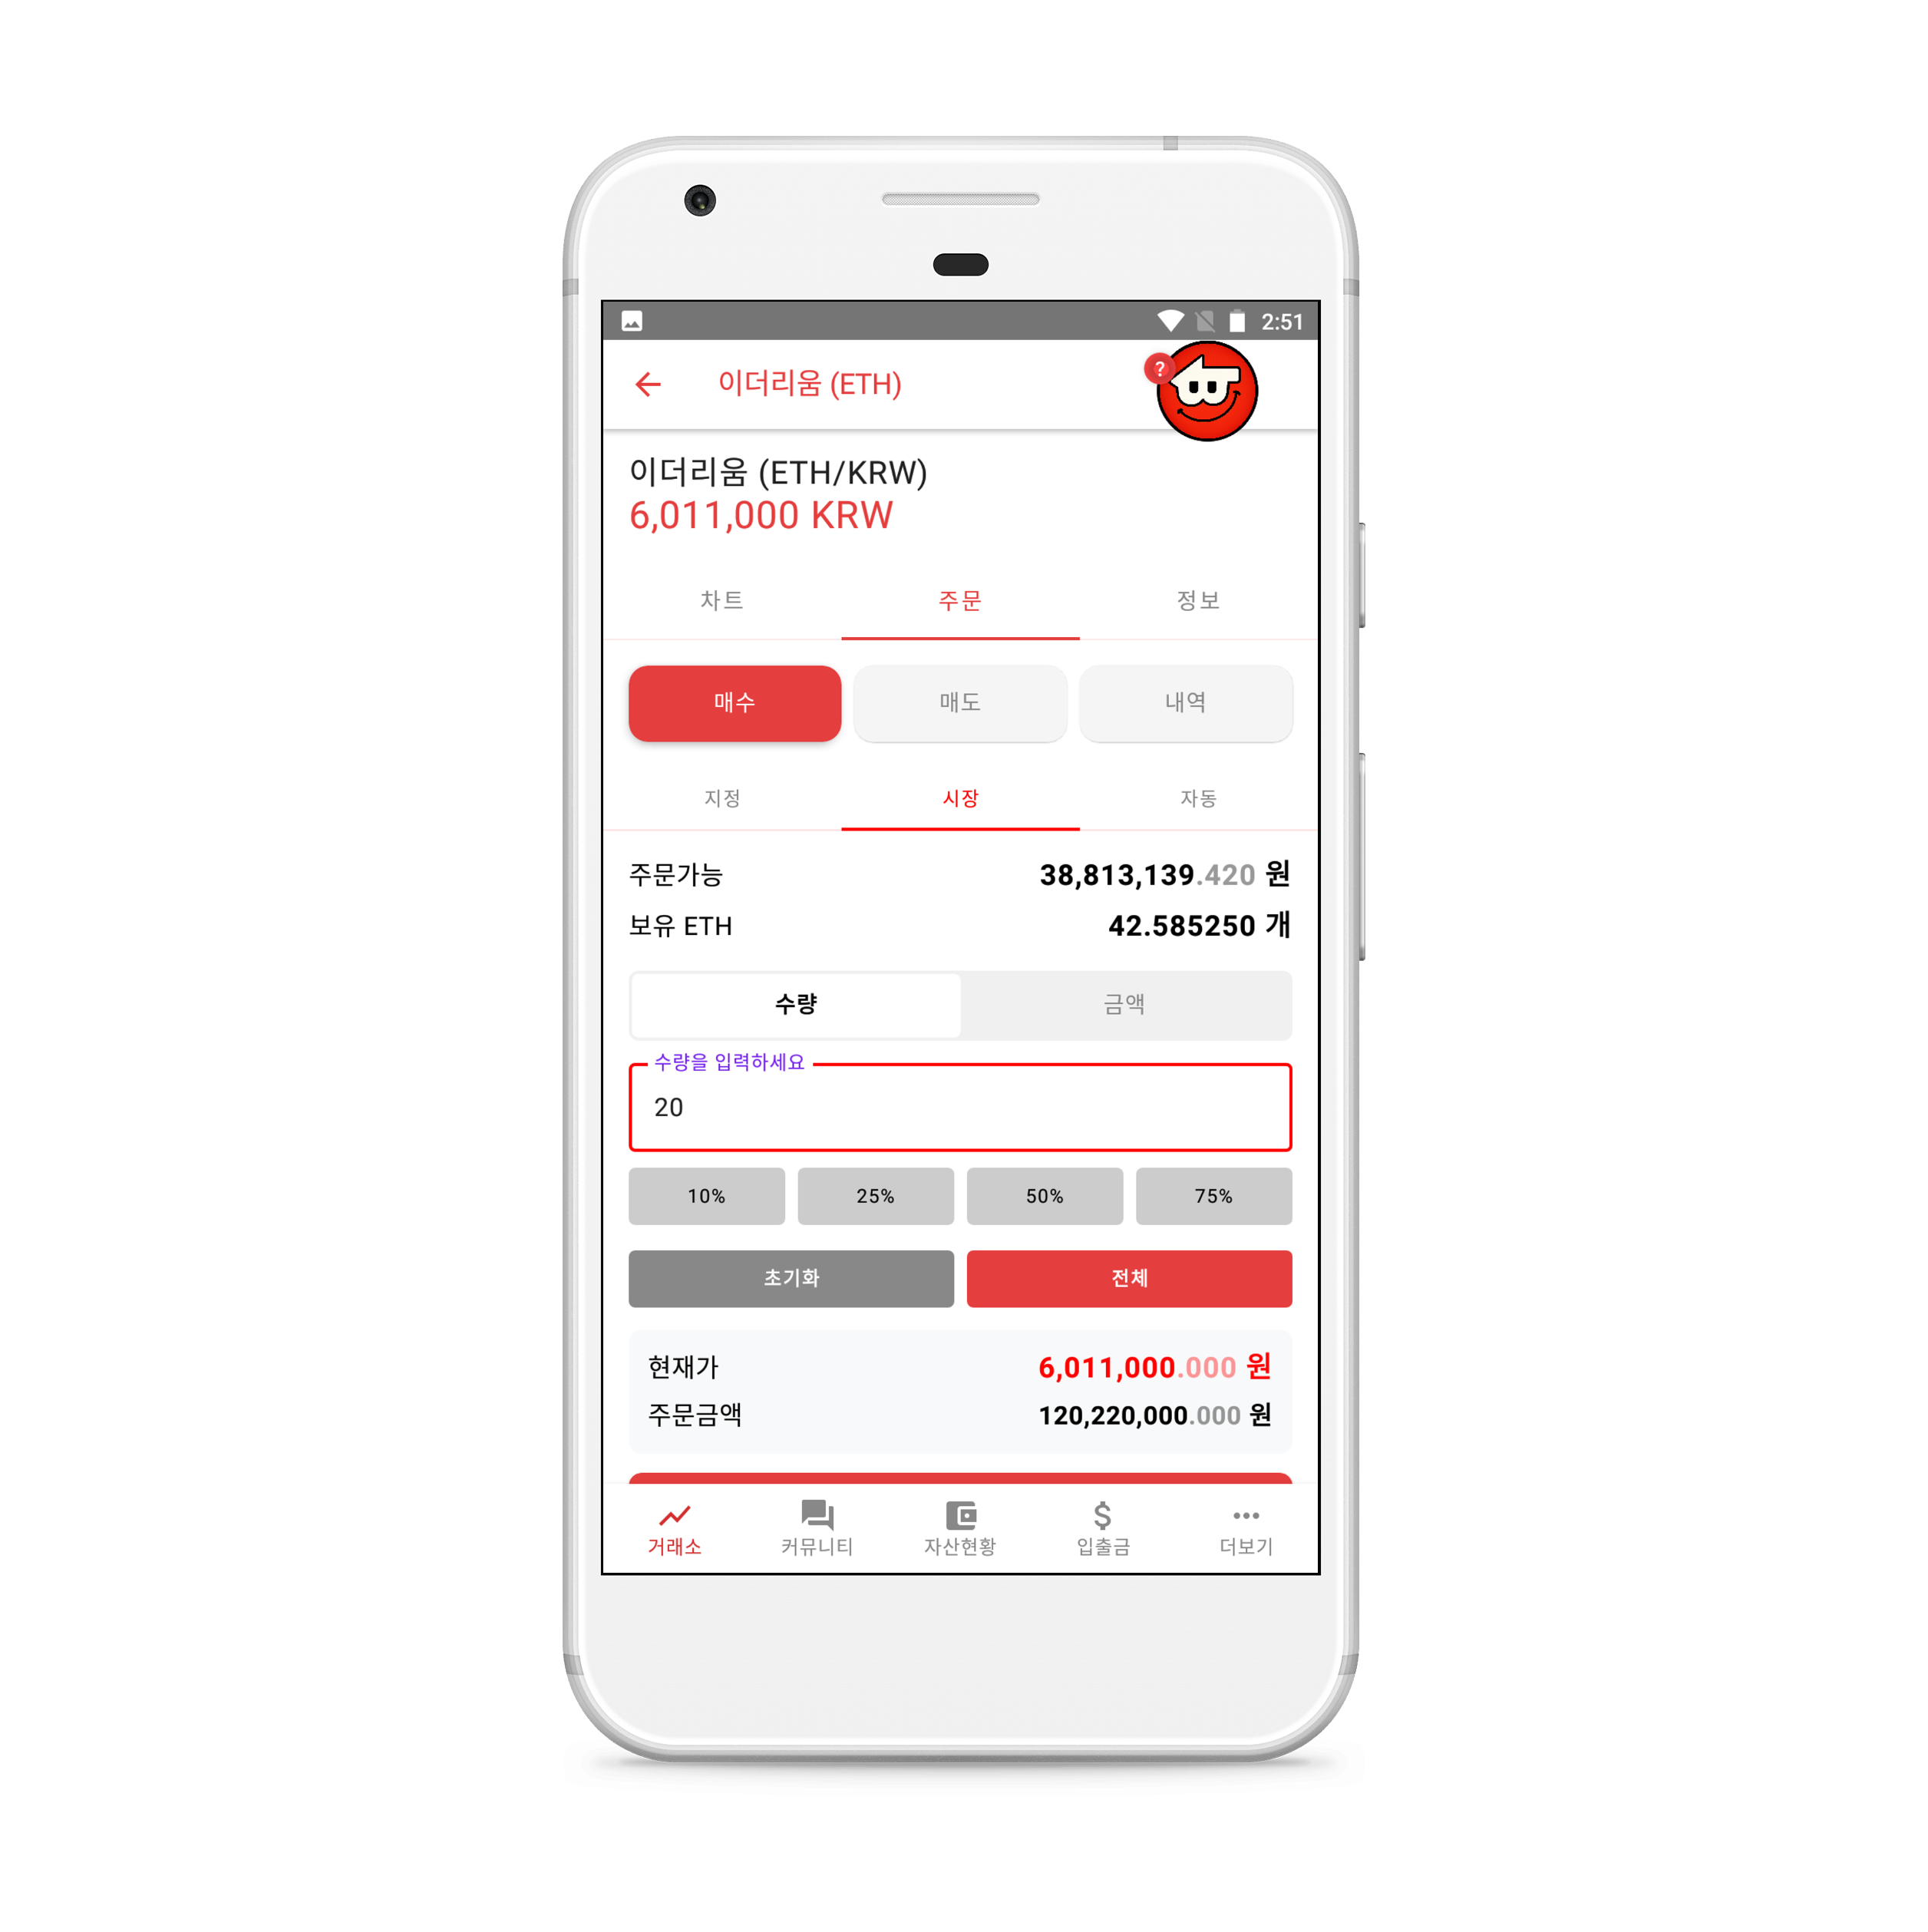 2:51
이더리움 (ETH)
?
이더리움 (ETH/KRW)
6,011,000 KRW
차트 주문 정보
매수 매도 내역
지정 시장 자동
주문가능 38,813,139.420 원
보유 ETH 42.585250 개
수량 금액
수량을 입력하세요
20
10% 25% 50% 75%
초기화 전체
현재가 6,011,000.000 원
주문금액 120,220,000.000 원
거래소 커뮤니티 자산현황 입출금 더보기